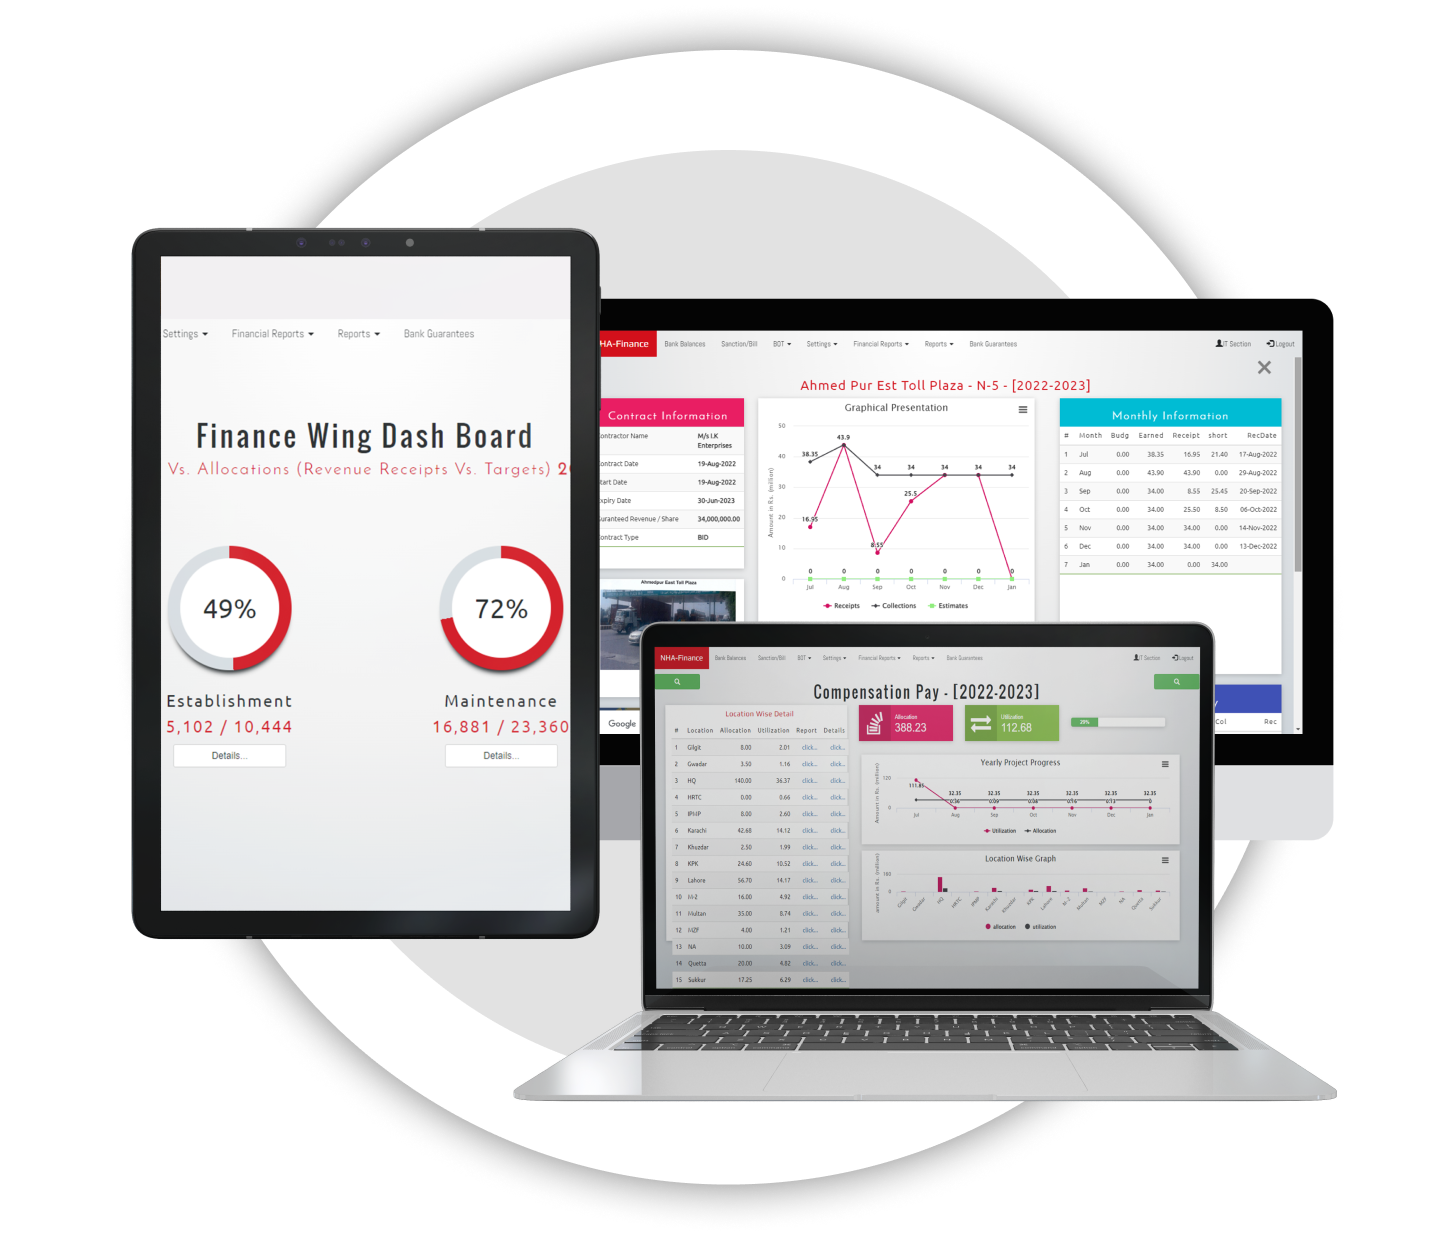 Settings
Financial Reports
Reports
Bank Guarantees
Finance Wing Dash Board
Vs. Allocations (Revenue Receipts Vs. Targets)
49%
72%
Establishment
Maintenance
5,102 / 10,444
16,881 / 23,360
Details...
Details...
HA-Finance Bank Balances Sanction/Bill BOT Settings Financial Reports Reports Bank Guarantees IT Section Logout
Ahmed Pur Est Toll Plaza - N-5 - [2022-2023]
Contract Information
ontractor Name M/s I.K Enterprises
ontract Date 19-Aug-2022
tart Date 19-Aug-2022
xpiry Date 30-Jun-2023
uranteed Revenue / Share 34,000,000.00
ontract Type BID
Ahmedpur East Toll Plaza
Google
Graphical Presentation
Amount in Rs. (million)
50
40
30
20
10
0
38.35 43.9 34 34 34 34 34
16.95 8.55 25.5
0 0 0 0 0 0 0
Jul Aug Sep Oct Nov Dec Jan
Receipts Collections Estimates
Monthly Information
# Month Budg Earned Receipt short RecDate
1 Jul 0.00 38.35 16.95 21.40 17-Aug-2022
2 Aug 0.00 43.90 43.90 0.00 29-Aug-2022
3 Sep 0.00 34.00 8.55 25.45 20-Sep-2022
4 Oct 0.00 34.00 25.50 8.50 06-Oct-2022
5 Nov 0.00 34.00 34.00 0.00 14-Nov-2022
6 Dec 0.00 34.00 34.00 0.00 13-Dec-2022
7 Jan 0.00 34.00 0.00 34.00
y
Col Rec
NHA-Finance Bank Balances Sanction/Bill BOT Settings Financial Reports Reports Bank Guarantees IT Section Logout
Compensation Pay - [2022-2023]
Location Wise Detail
# Location Allocation Utilization Report Details
1 Gilgit 8.00 2.01 click... click...
2 Gwadar 3.50 1.16 click... click...
3 HQ 140.00 36.37 click... click...
4 HRTC 0.00 0.66 click... click...
5 IPMP 8.00 2.60 click... click...
6 Karachi 42.68 14.12 click... click...
7 Khuzdar 2.50 1.99 click... click...
8 KPK 24.60 10.52 click... click...
9 Lahore 56.70 14.17 click... click...
10 M-2 16.00 4.92 click... click...
11 Multan 35.00 8.74 click... click...
12 MZF 4.00 1.21 click... click...
13 NA 10.00 3.09 click... click...
14 Quetta 20.00 4.82 click... click...
15 Sukkur 17.25 6.29 click... click...
Allocation
388.23
Utilization
112.68
29%
Yearly Project Progress
Amount in Rs. (million)
120
0
111.85 32.35 32.35 32.35 32.35 32.35 32.35
Jul Aug Sep Oct Nov Dec Jan
Utilization Allocation
Location Wise Graph
amount in Rs. (million)
180
0
Gilgit Gwadar HQ HRTC IPMP Karachi Khuzdar KPK Lahore M-2 Multan MZF NA Quetta Sukkur
allocation utilization